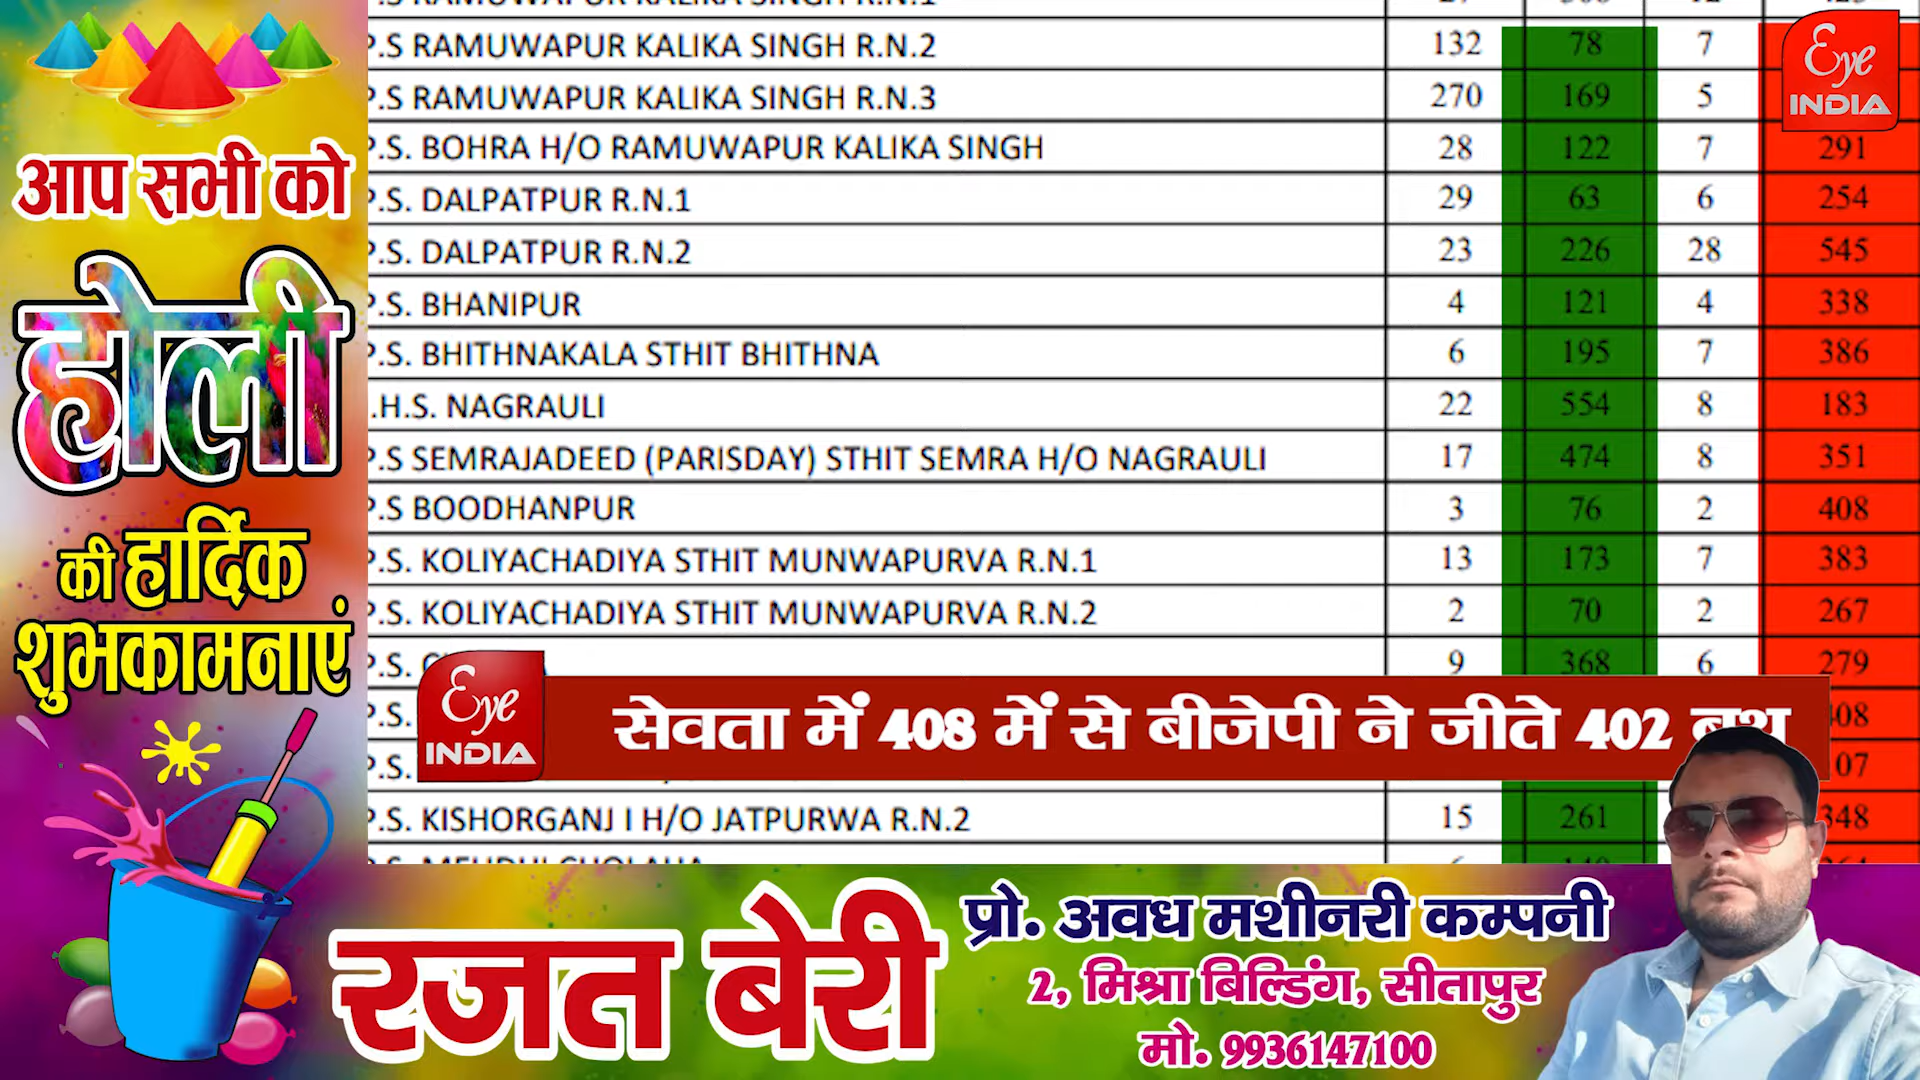 आप सभी को
होली
की हार्दिक
शुभकामनाएं
P.S RAMUWAPUR KALIKA SINGH R.N.2 132 78 7
P.S RAMUWAPUR KALIKA SINGH R.N.3 270 169 5
P.S. BOHRA H/O RAMUWAPUR KALIKA SINGH 28 122 7 291
P.S. DALPATPUR R.N.1 29 63 6 254
P.S. DALPATPUR R.N.2 23 226 28 545
P.S. BHANIPUR 4 121 4 338
P.S. BHITHNAKALA STHIT BHITHNA 6 195 7 386
.H.S. NAGRAULI 22 554 8 183
P.S SEMRAJADEED (PARISDAY) STHIT SEMRA H/O NAGRAULI 17 474 8 351
P.S BOODHANPUR 3 76 2 408
P.S. KOLIYACHADIYA STHIT MUNWAPURVA R.N.1 13 173 7 383
P.S. KOLIYACHADIYA STHIT MUNWAPURVA R.N.2 2 70 2 267
P.S. 9 368 6 279
P.S. 08
P.S. 07
P.S. KISHORGANJ I H/O JATPURWA R.N.2 15 261 348
Eye
INDIA
Eye
INDIA
सेवता में 408 में से बीजेपी ने जीते 402 बूथ
रजत बेरी
प्रो. अवध मशीनरी कम्पनी
2, मिश्रा बिल्डिंग, सीतापुर
मो. 9936147100